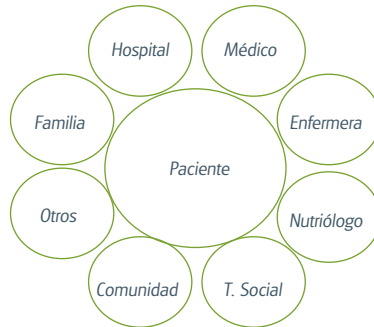 Hospital
Médico
Familia
Enfermera
Paciente
Otros
Nutriólogo
Comunidad
T. Social